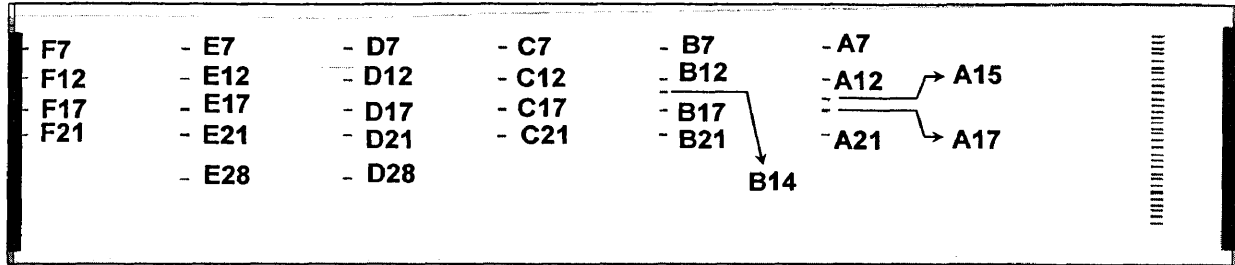 - F7 - E7 - D7 - C7 - B7 - A7
F12 - E12 - D12 - C12 - B12 - A12 A15
- F17 - E17 - D17 - C17 - B17 -
- F21 - E21 - D21 - C21 - B21 - A21 A17
- E28 - D28 B14